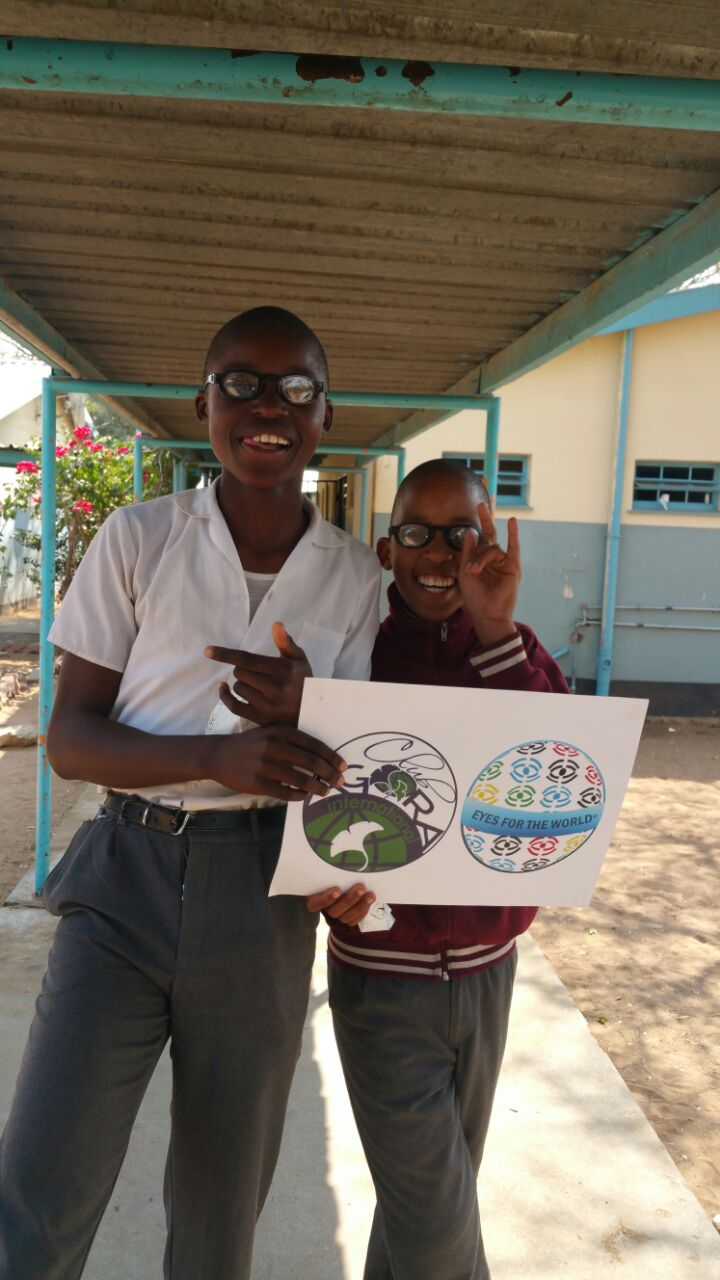 Club
AGORA
international
EYES FOR THE WORLD®